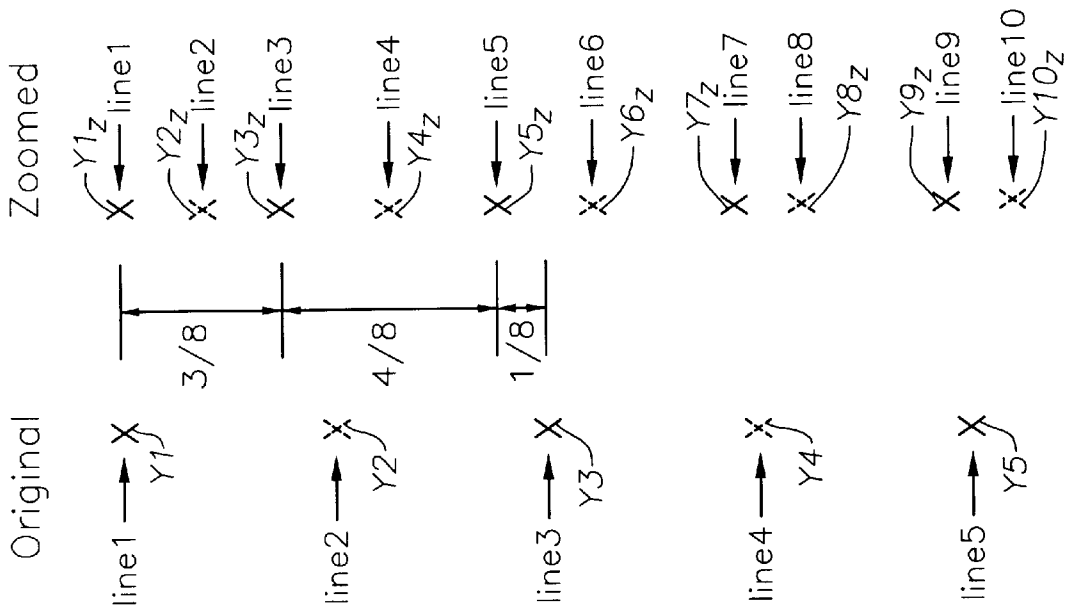 Original
line1
Y1
line2
Y2
line3
Y3
line4
Y4
line5
Y5
3/8
4/8
1/8
Zoomed
Y1Z
line1
Y2Z
line2
Y3Z
line3
line4
Y4Z
line5
Y5Z
line6
Y6Z
Y7Z
line7
line8
Y8Z
Y9Z
line9
line10
Y10Z